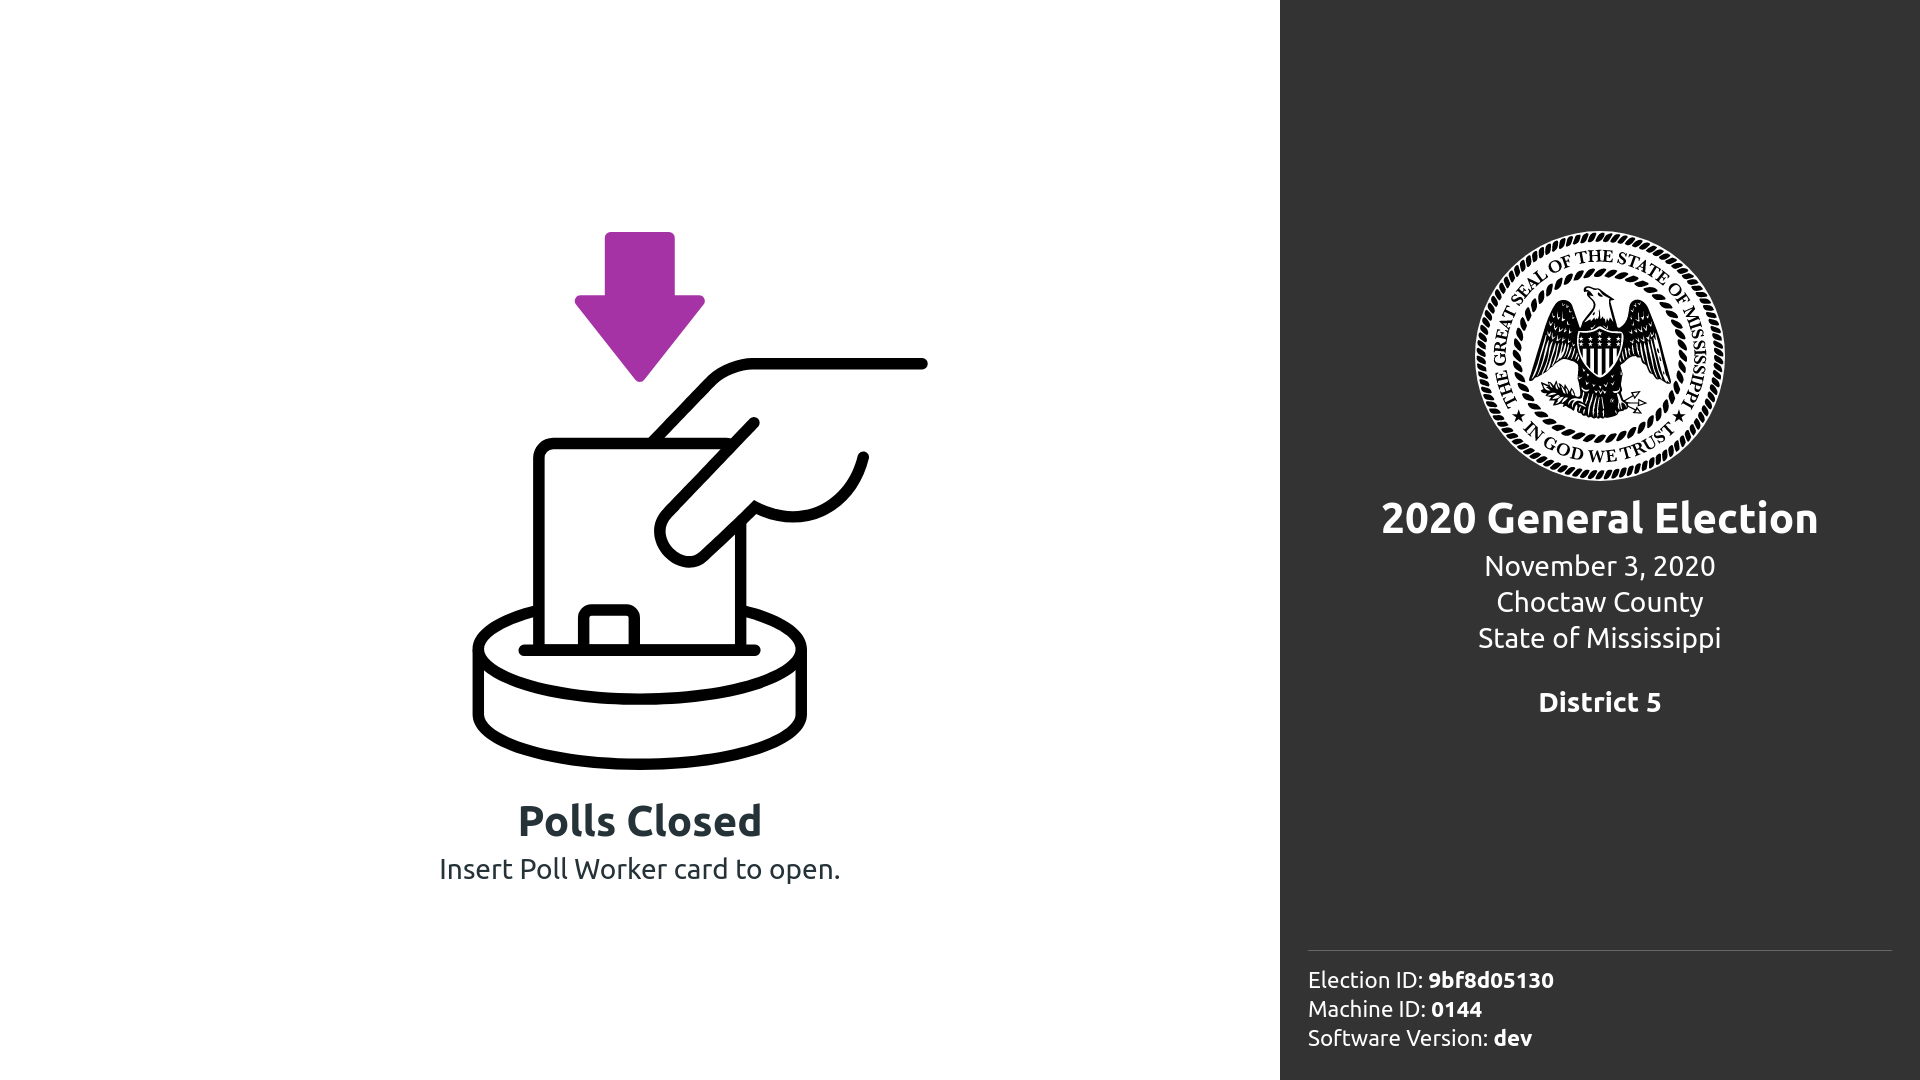 Polls Closed
Insert Poll Worker card to open.
THE GREAT SEAL OF THE STATE OF MISSISSIPPI
IN GOD WE TRUST
2020 General Election
November 3, 2020
Choctaw County
State of Mississippi
District 5
Election ID: 9bf8d05130
Machine ID: 0144
Software Version: dev